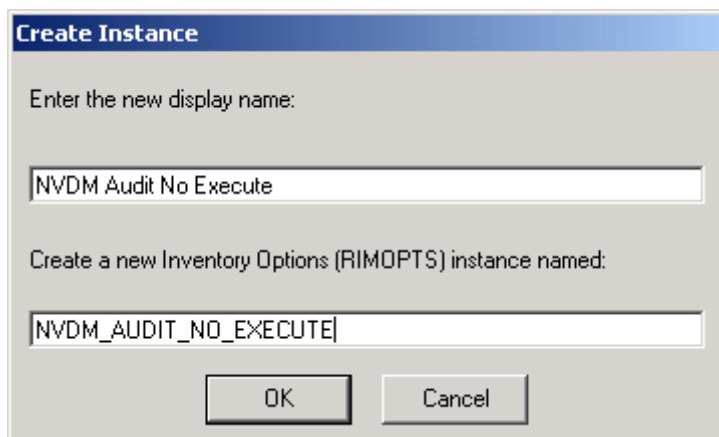 Create Instance
Enter the new display name:
NVDM Audit No Execute
Create a new Inventory Options (RIMOPTS) instance named:
NVDM_AUDIT_NO_EXECUTE
OK Cancel